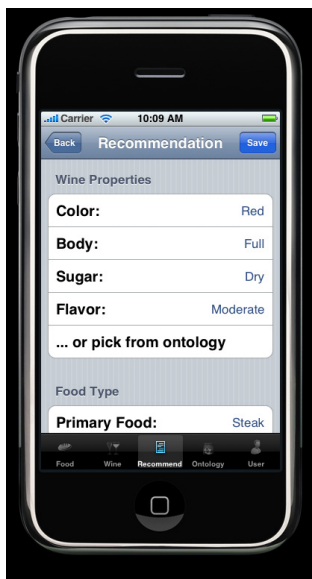 Carrier 10:09 AM
Back Recommendation Save
Wine Properties
Color: Red
Body: Full
Sugar: Dry
Flavor: Moderate
... or pick from ontology
Food Type
Primary Food: Steak
Food Wine Recommend Ontology User